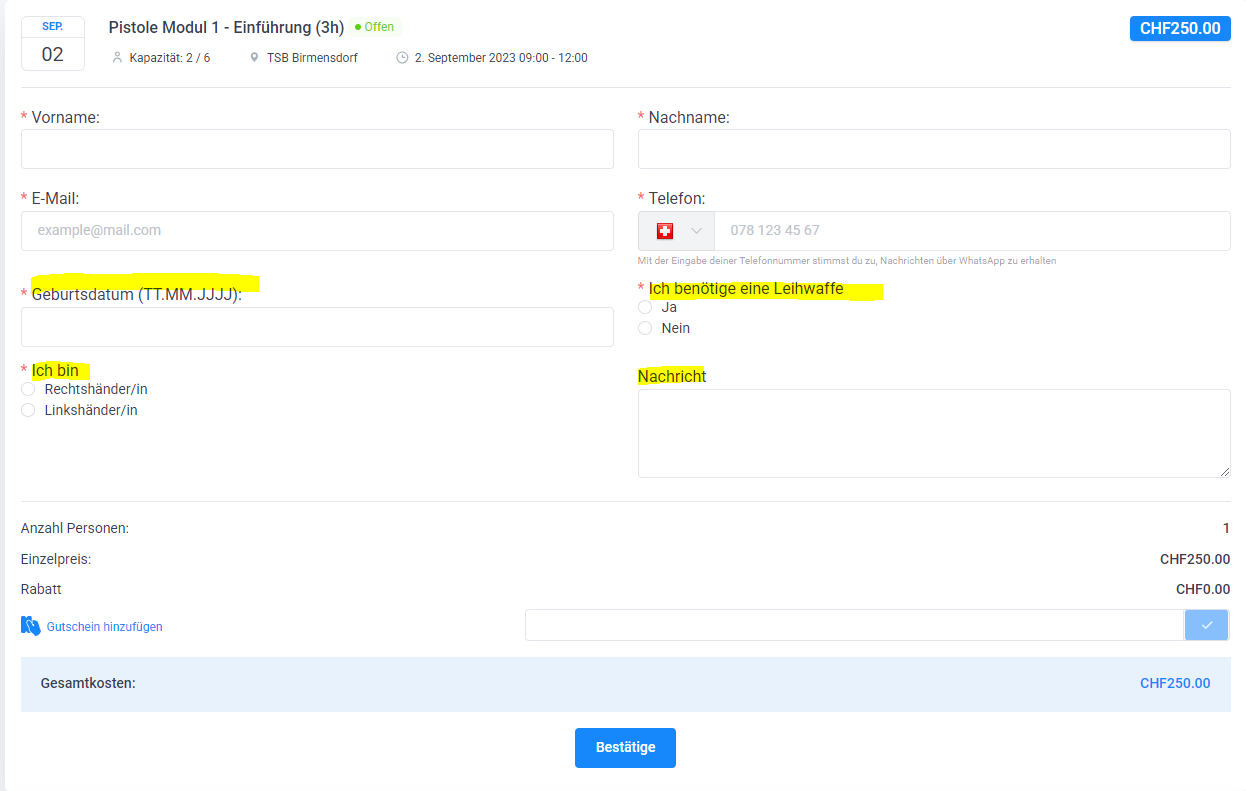 SEP.
02
Pistole Modul 1 - Einführung (3h) Offen
Kapazität: 2 / 6 TSB Birmensdorf 2. September 2023 09:00 - 12:00
CHF250.00
* Vorname:
* Nachname:
* E-Mail:
example@mail.com
* Telefon:
078 123 45 67
Mit der Eingabe deiner Telefonnummer stimmst du zu, Nachrichten über WhatsApp zu erhalten
* Geburtsdatum (TT.MM.JJJJ):
* Ich benötige eine Leihwaffe
Ja
Nein
* Ich bin
Rechtshänder/in
Linkshänder/in
Nachricht
Anzahl Personen: 1
Einzelpreis: CHF250.00
Rabatt CHF0.00
Gutschein hinzufügen
Gesamtkosten: CHF250.00
Bestätige